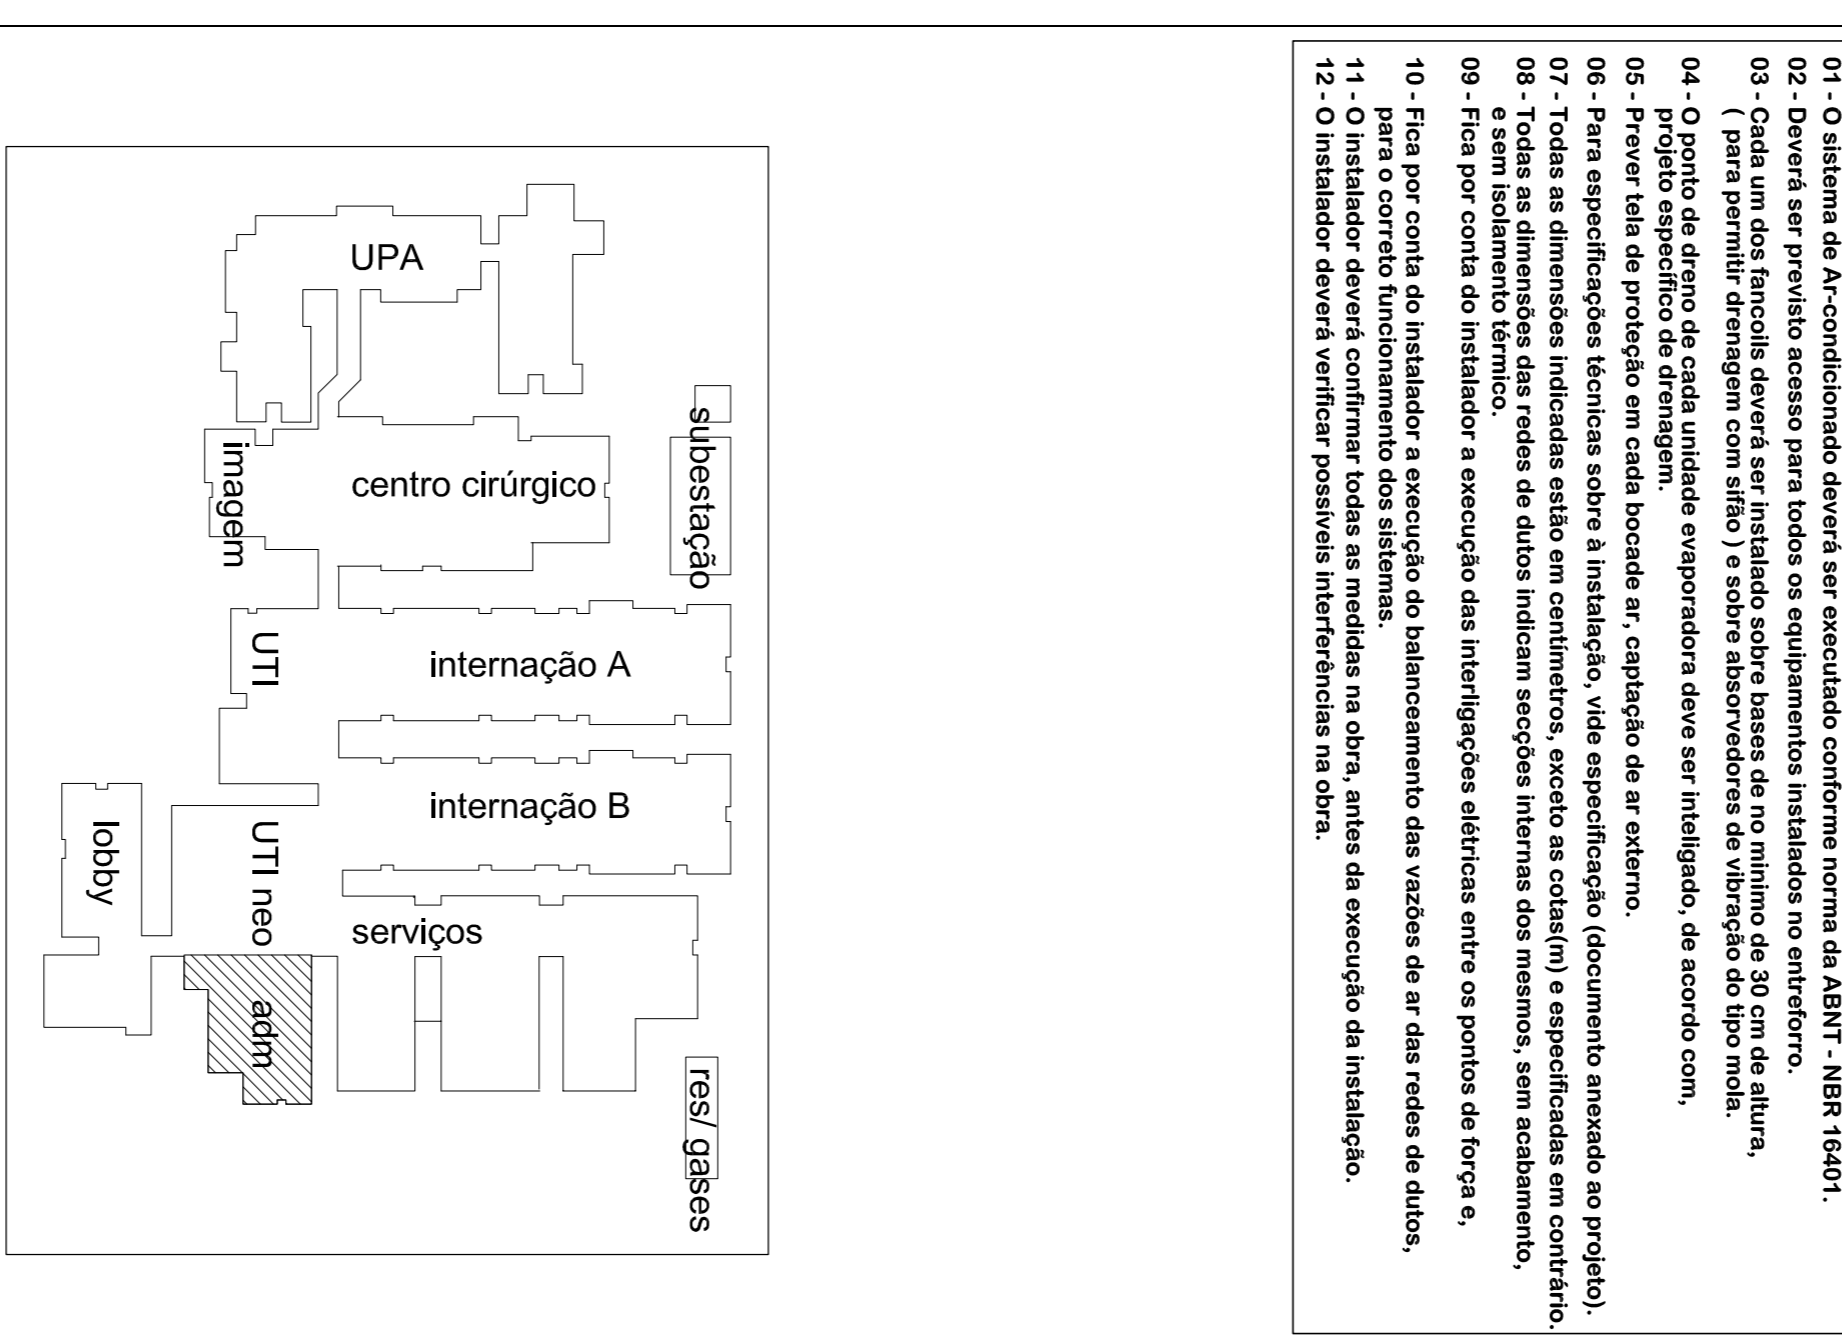 01 - O sistema de Ar-condicionado deverá ser executado conforme norma da ABNT - NBR 16401.
02 - Deverá ser previsto acesso para todos os equipamentos instalados no entreforro.
03 - Cada um dos fancoils deverá ser instalado sobre bases de no minimo de 30 cm de altura,
( para permitir drenagem com sifão ) e sobre absorvedores de vibração do tipo mola.
04 - O ponto de dreno de cada unidade evaporadora deve ser inteligado, de acordo com,
projeto específico de drenagem.
05 - Prever tela de proteção em cada bocade ar, captação de ar externo.
06 - Para especificações técnicas sobre à instalação, vide especificação (documento anexado ao projeto).
07 - Todas as dimensões indicadas estão em centímetros, exceto as cotas(m) e especificadas em contrário.
08 - Todas as dimensões das redes de dutos indicam secções internas dos mesmos, sem acabamento,
e sem isolamento térmico.
09 - Fica por conta do instalador a execução das interligações elétricas entre os pontos de força e,
10 - Fica por conta do instalador a execução do balanceamento das vazões de ar das redes de dutos,
para o correto funcionamento dos sistemas.
11 - O instalador deverá confirmar todas as medidas na obra, antes da execução da instalação.
12 - O instalador deverá verificar possíveis interferências na obra.
UPA
subestação
imagem
centro cirúrgico
UTI
internação A
internação B
lobby
UTI neo
serviços
adm
res/ gases